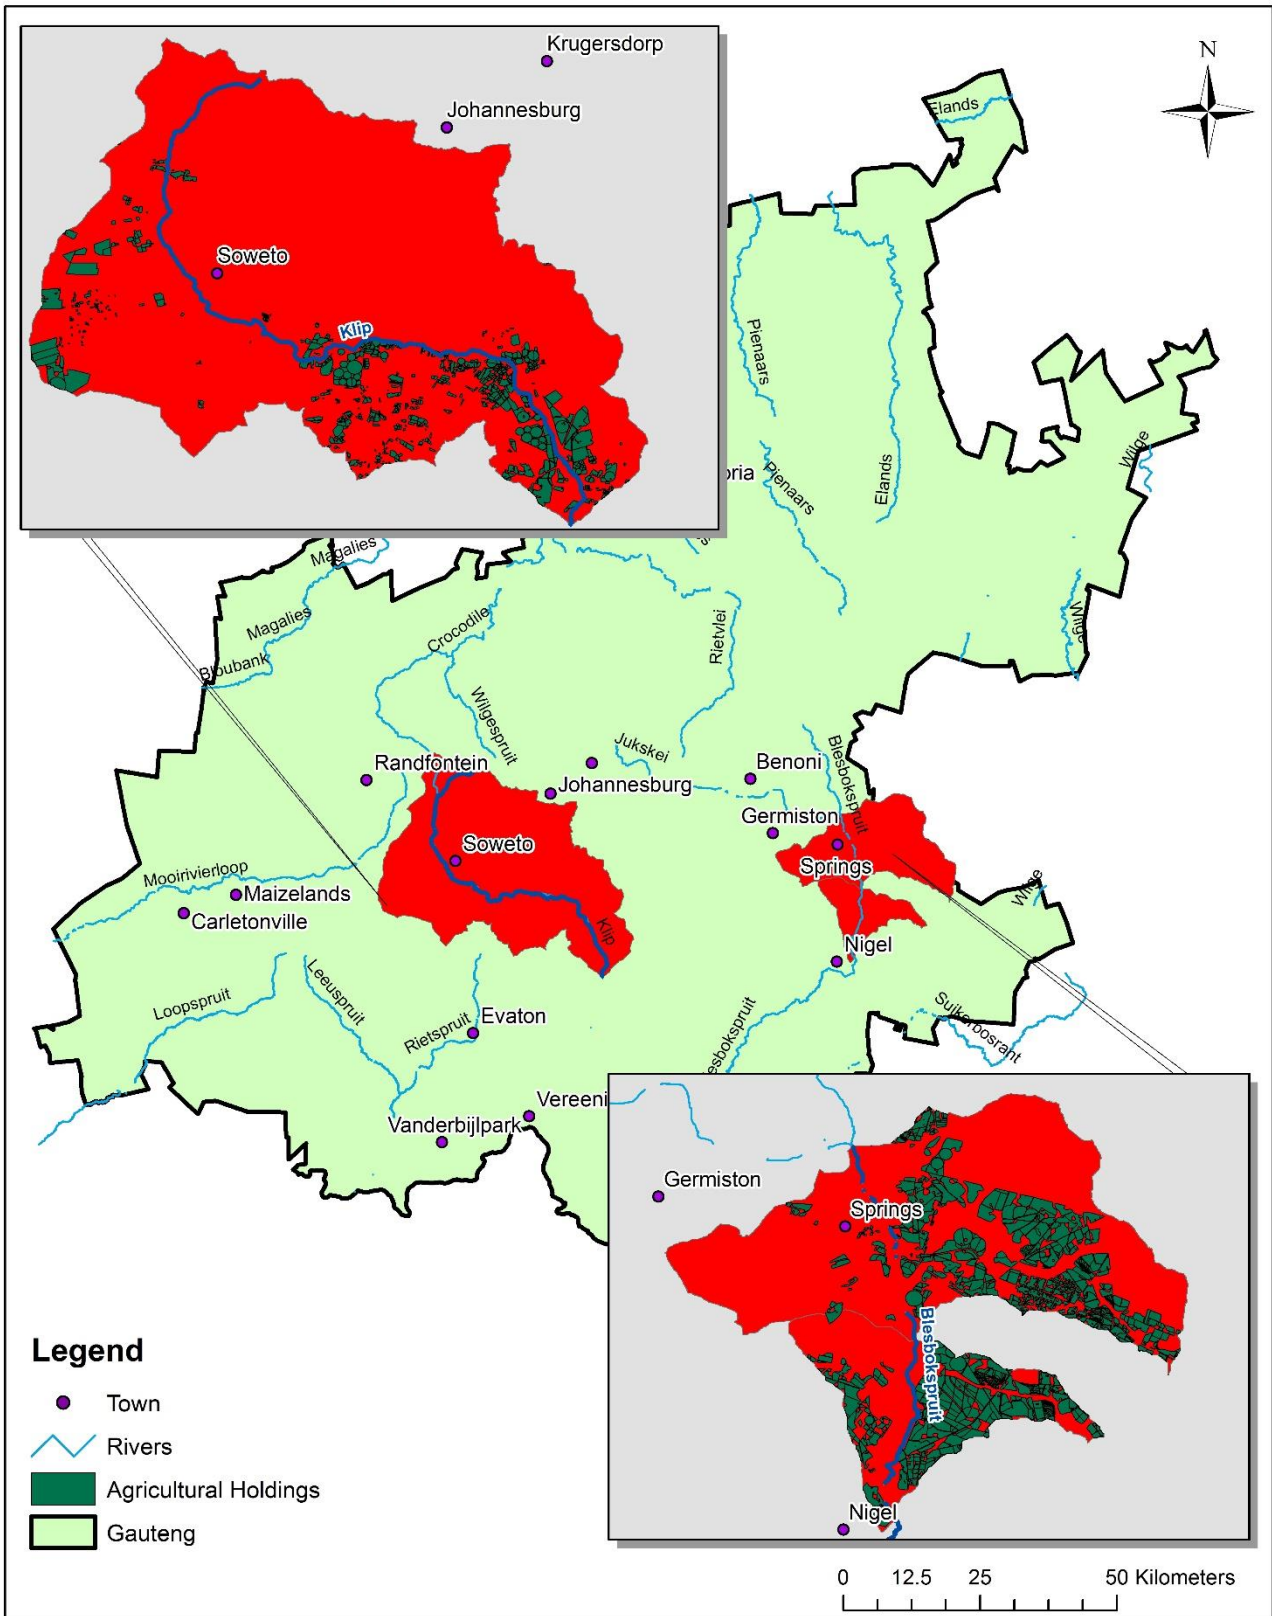 Krugersdorp
Johannesburg
Soweto
Klip
N
Elands
Pienaars
Pienaars
Elands
Wilge
oria
Magalies
Magalies
Bloubank
Crocodile
Wilgespruit
Rietvlei
Wilge
Jukskei
Randfontein
Johannesburg
Benoni
Blesbokspruit
Germiston
Springs
Soweto
Mooirivierloop
Maizelands
Carletonville
Klip
Nigel
Wilge
Loopspruit
Leeuspruit
Rietspruit
Evaton
lesbokspruit
Suikerbosrant
Vereeni
Vanderbijlpark
Germiston
Springs
Blesbokspruit
Nigel
Legend
Town
Rivers
Agricultural Holdings
Gauteng
0 12.5 25 50 Kilometers